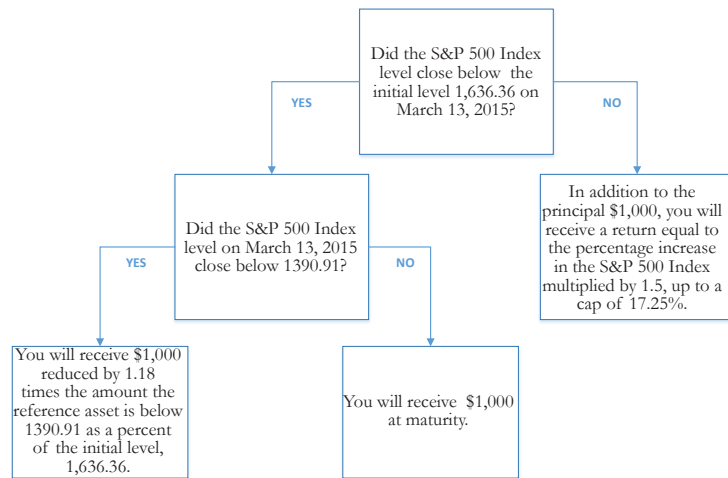 Did the S&P 500 Index
level close below the
initial level 1,636.36 on
March 13, 2015?
YES
NO
Did the S&P 500 Index
level on March 13, 2015
close below 1390.91?
In addition to the
principal $1,000, you will
receive a return equal to
the percentage increase
in the S&P 500 Index
multiplied by 1.5, up to a
cap of 17.25%.
YES
NO
You will receive $1,000
reduced by 1.18
times the amount the
reference asset is below
1390.91 as a percent
of the initial level,
1,636.36.
You will receive $1,000
at maturity.